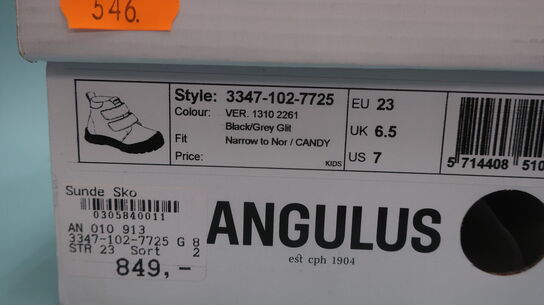 546.
Style: 3347-102-7725
Colour: VER. 1310 2261
Black/Grey Glit
Fit Narrow to Nor / CANDY
Price:
KIDS
EU 23
UK 6.5
US 7
5 714408 510
Sunde Sko
0305840011
AN 010 913
3347-102-7725 G 8
STR 23 Sort 2
849,-
ANGULUS
est cph 1904